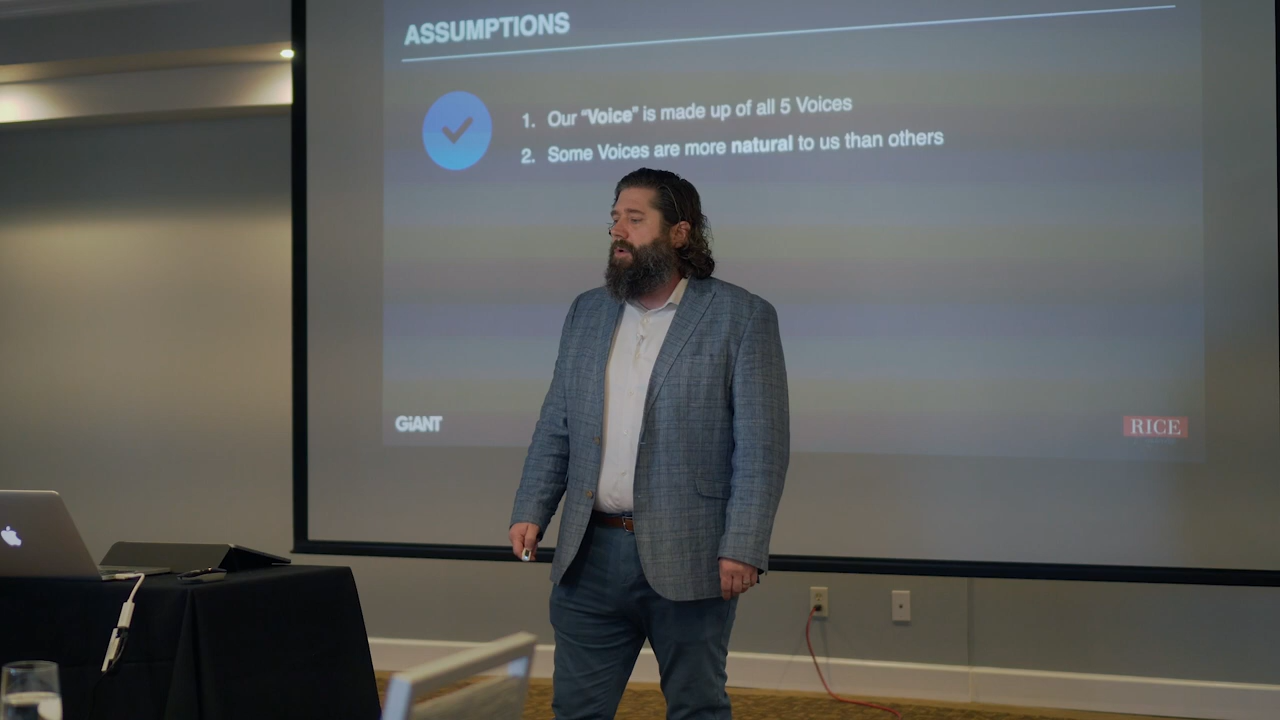 ASSUMPTIONS
1. Our “Voice” is made up of all 5 Voices
2. Some Voices are more natural to us than others
GiANT
RICE